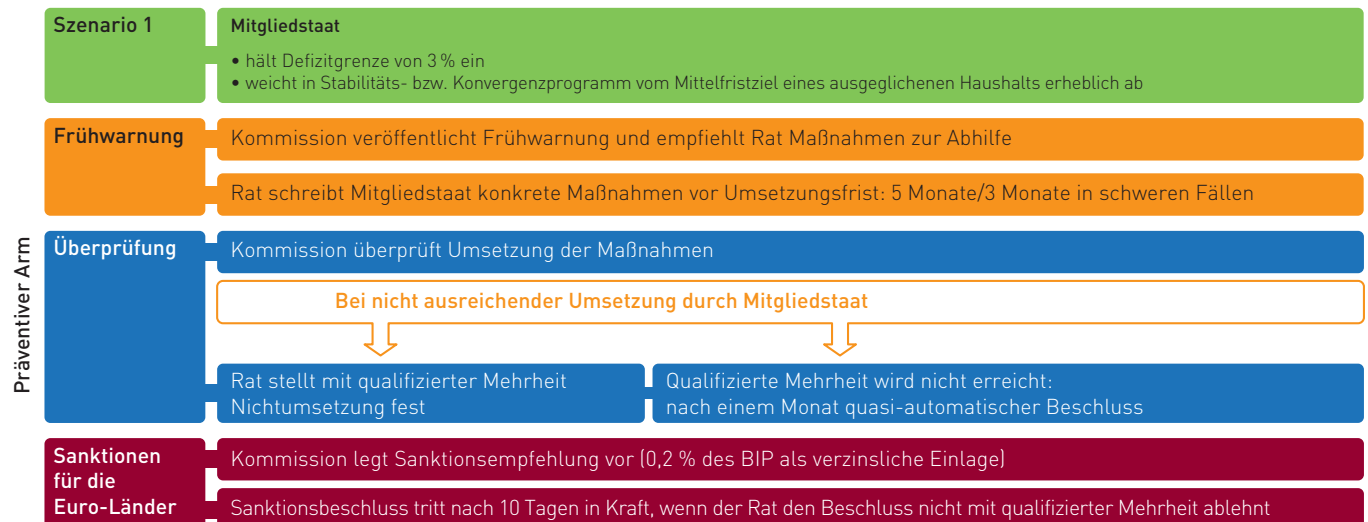 Präventiver Arm
Szenario 1
Mitgliedstaat
• hält Defizitgrenze von 3 % ein
• weicht in Stabilitäts- bzw. Konvergenzprogramm vom Mittelfristziel eines ausgeglichenen Haushalts erheblich ab
Frühwarnung
Kommission veröffentlicht Frühwarnung und empfiehlt Rat Maßnahmen zur Abhilfe
Rat schreibt Mitgliedstaat konkrete Maßnahmen vor Umsetzungsfrist: 5 Monate/3 Monate in schweren Fällen
Überprüfung
Kommission überprüft Umsetzung der Maßnahmen
Bei nicht ausreichender Umsetzung durch Mitgliedstaat
Rat stellt mit qualifizierter Mehrheit
Nichtumsetzung fest
Qualifizierte Mehrheit wird nicht erreicht:
nach einem Monat quasi-automatischer Beschluss
Sanktionen
für die
Euro-Länder
Kommission legt Sanktionsempfehlung vor (0,2 % des BIP als verzinsliche Einlage)
Sanktionsbeschluss tritt nach 10 Tagen in Kraft, wenn der Rat den Beschluss nicht mit qualifizierter Mehrheit ablehnt